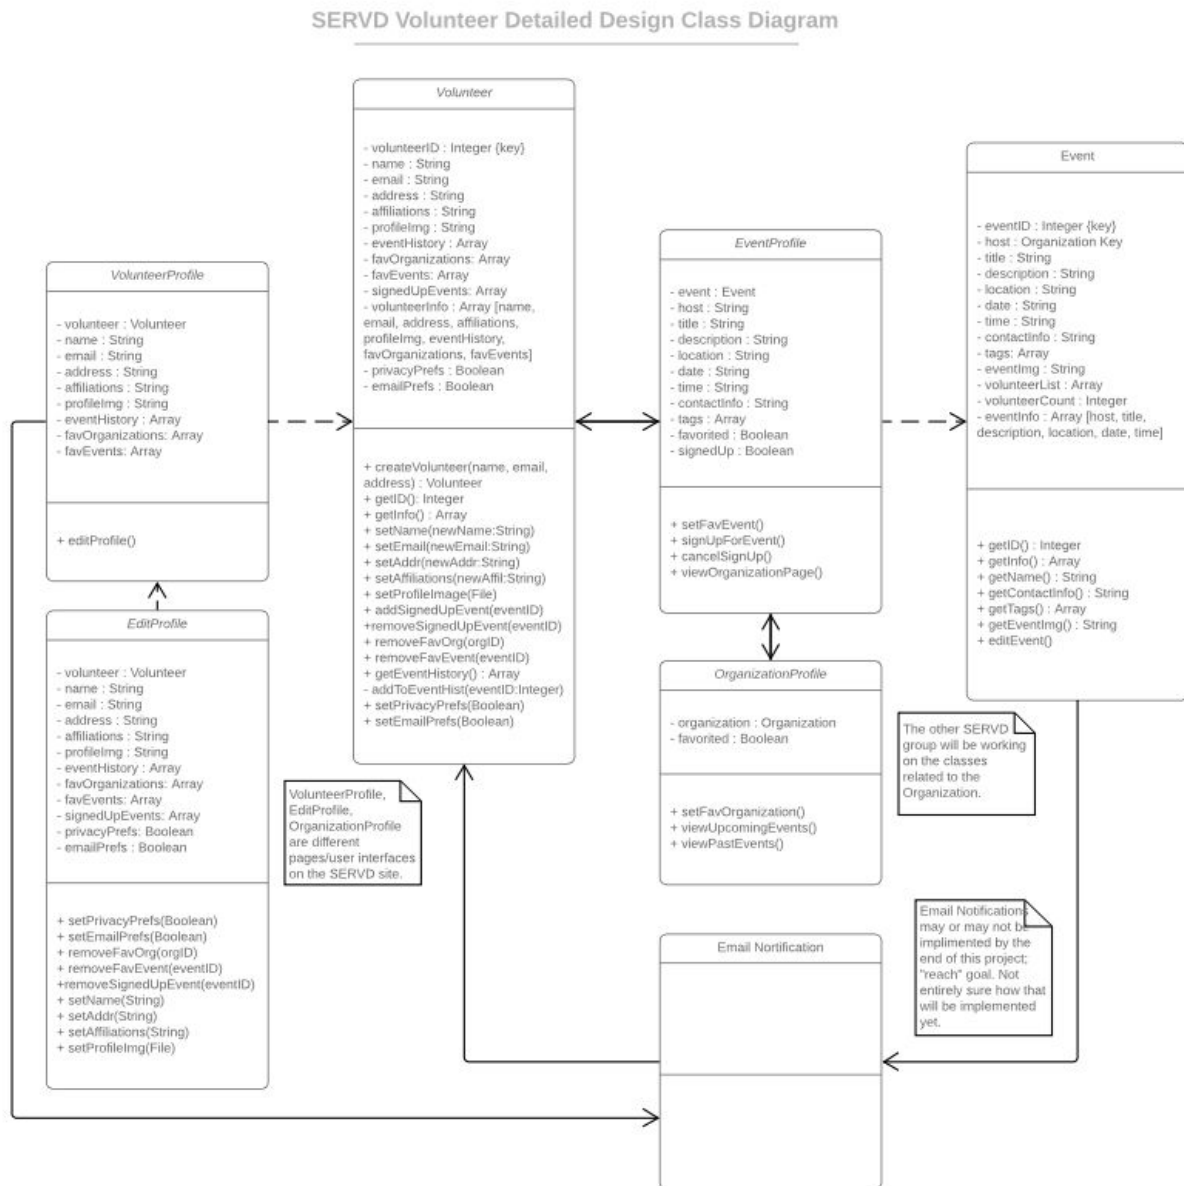 SERVD Volunteer Detailed Design Class Diagram
Volunteer
- volunteerID : Integer {key}
- name : String
- email : String
- address : String
- affiliations : String
- profileImg : String
- eventHistory : Array
- favOrganizations: Array
- favEvents: Array
- signedUpEvents: Array
- volunteerInfo : Array [name,
email, address, affiliations,
profileImg, eventHistory,
favOrganizations, favEvents]
- privacyPrefs : Boolean
- emailPrefs : Boolean
+ createVolunteer(name, email,
address) : Volunteer
+ getID(): Integer
+ getInfo() : Array
+ setName(newName:String)
+ setEmail(newEmail:String)
+ setAddr(newAddr:String)
+ setAffiliations(newAffil:String)
+ setProfileImage(File)
+ addSignedUpEvent(eventID)
+removeSignedUpEvent(eventID)
+ removeFavOrg(orgID)
+ removeFavEvent(eventID)
+ getEventHistory() : Array
- addToEventHist(eventID:Integer)
+ setPrivacyPrefs(Boolean)
+ setEmailPrefs(Boolean)
Event
- eventID : Integer {key}
- host : Organization Key
- title : String
- description : String
- location : String
- date : String
- time : String
- contactInfo : String
- tags: Array
- eventImg : String
- volunteerList : Array
- volunteerCount : Integer
- eventInfo : Array [host, title,
description, location, date, time]
+ getID() : Integer
+ getInfo() : Array
+ getName() : String
+ getContactInfo() : String
+ getTags() : Array
+ getEventImg() : String
+ editEvent()
EventProfile
- event : Event
- host : String
- title : String
- description : String
- location : String
- date : String
- time : String
- contactInfo : String
- tags : Array
- favorited : Boolean
- signedUp : Boolean
+ setFavEvent()
+ signUpForEvent()
+ cancelSignUp()
+ viewOrganizationPage()
VolunteerProfile
- volunteer : Volunteer
- name : String
- email : String
- address : String
- affiliations : String
- profileImg : String
- eventHistory : Array
- favOrganizations: Array
- favEvents: Array
+ editProfile()
EditProfile
- volunteer : Volunteer
- name : String
- email : String
- address : String
- affiliations : String
- profileImg : String
- eventHistory : Array
- favOrganizations: Array
- favEvents: Array
- signedUpEvents: Array
- privacyPrefs: Boolean
- emailPrefs : Boolean
+ setPrivacyPrefs(Boolean)
+ setEmailPrefs(Boolean)
+ removeFavOrg(orgID)
+ removeFavEvent(eventID)
+removeSignedUpEvent(eventID)
+ setName(String)
+ setAddr(String)
+ setAffiliations(String)
+ setProfileImg(File)
OrganizationProfile
- organization : Organization
- favorited : Boolean
+ setFavOrganization()
+ viewUpcomingEvents()
+ viewPastEvents()
The other SERVD
group will be working
on the classes
related to the
Organization.
VolunteerProfile,
EditProfile,
OrganizationProfile
are different
pages/user interfaces
on the SERVD site.
Email Notifications
may or may not be
implimented by the
end of this project;
"reach" goal. Not
entirely sure how that
will be implemented
yet.
Email Nortification